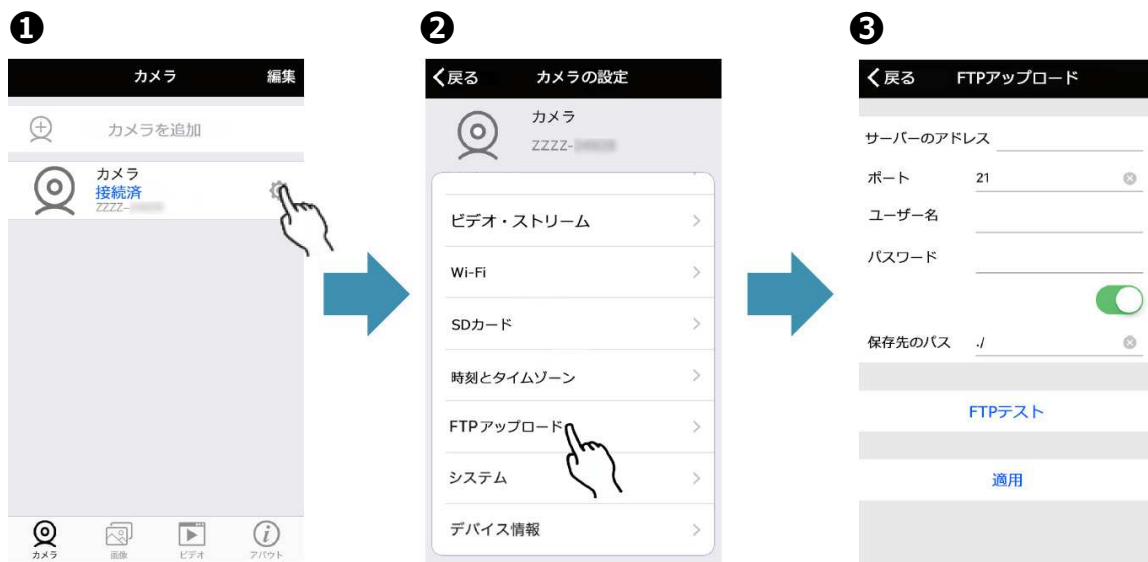 ❶
カメラ 編集
カメラを追加
カメラ
接続済
ZZZZ-
カメラ 画像 ビデオ アバウト
❷
戻る カメラの設定
カメラ
ZZZZ-
ビデオ・ストリーム
Wi-Fi
SDカード
時刻とタイムゾーン
FTPアップロード
システム
デバイス情報
❸
戻る FTPアップロード
サーバーのアドレス
ポート 21
ユーザー名
パスワード
保存先のパス ./
FTPテスト
適用